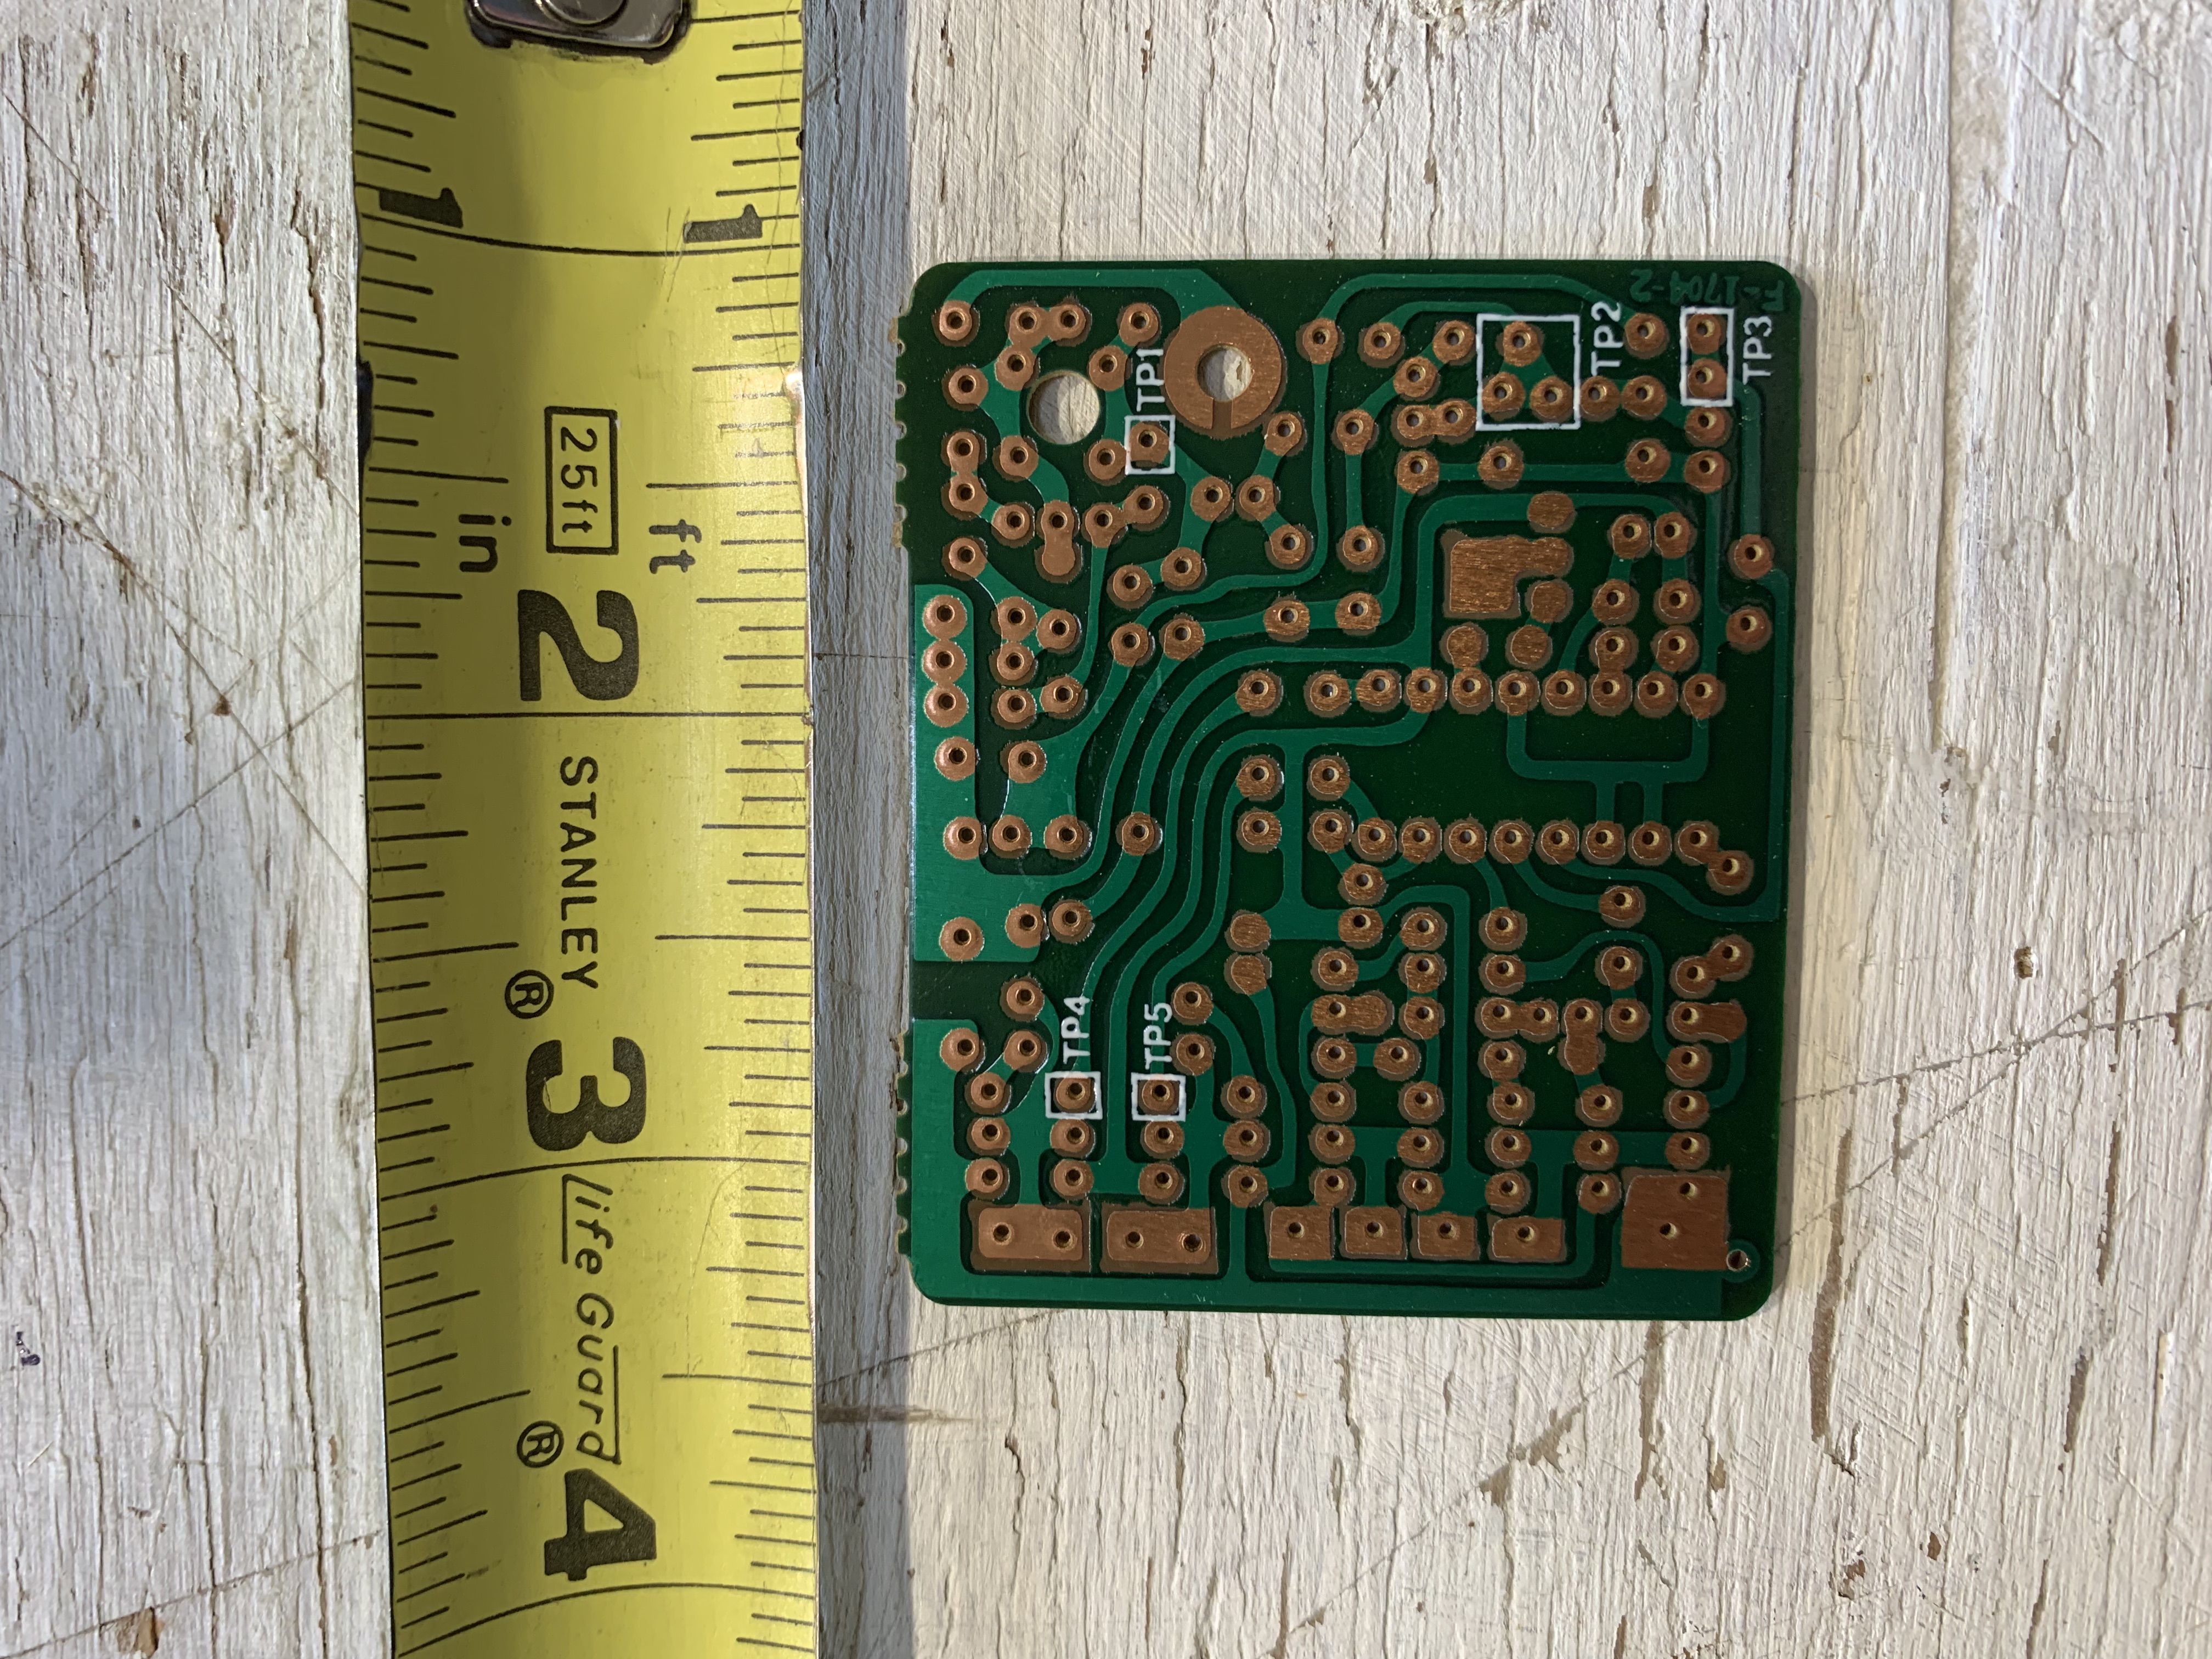 TP5
TP4
TP1
TP3
TP2
F-1704-2
1
1
ft
25ft
in
2
STANLEY ®
3
Life Guard ®
4